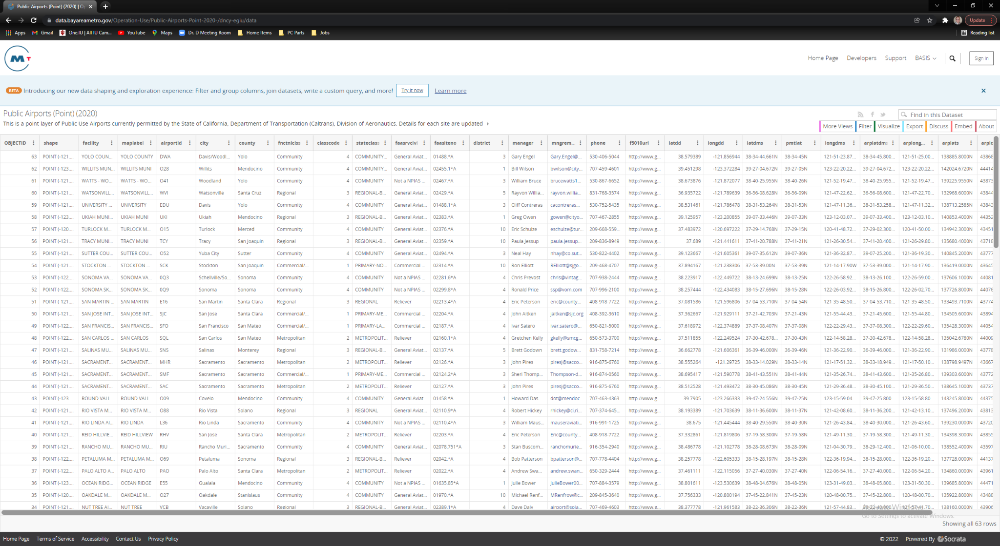 Public Airports (Point) (2020) | O
data.bayareametro.gov/Operation-Use/Public-Airports-Point-2020-/dncy-egiu/data
Update
Apps Gmail One.IU | All IU Cam... YouTube Maps Dr. D Meeting Room Home Items PC Parts Jobs Reading list
MT Home Page Developers Support BASIS Sign In
BETA Introducing our new data shaping and exploration experience: Filter and group columns, join datasets, write a custom query, and more! Try it now Learn more
Public Airports (Point) (2020)
Find in this Dataset
This is a point layer of Public Use Airports currently permitted by the State of California, Department of Transportation (Caltrans), Division of Aeronautics. Details for each site are updated
More Views Filter Visualize Export Discuss Embed About
OBJECTID shape facility maplabel airportid city county fnctnlclss classcode stateclass faasrvclvl faasiteno district manager mngrem... phone f5010url latdd longdd latdms pmtlat longdms arplatdms arplong... arplats arplc
63 POINT (-121.... YOLO COUN... YOLO COUNTY DWA Davis/Woodl... Yolo Community 4 COMMUNITY... General Aviat... 01488.*A 3 Gary Engel Gary.Engel@... 530-406-5044 http://www.g... 38.579389 -121.856944 38-34-44.661N 38-34-45N 121-51-23.87... 38-34-45.800... 121-51-25.00... 138885.8000N 43868
62 POINT (-123.... WILLITS MUN... WILLITS MUNI O28 Willits Mendocino Community 4 COMMUNITY... General Aviat... 02455.1*A 1 Bill Wilson bwilson@city... 707-459-4601 http://www.g... 39.451298 -123.372284 39-27-04.672N 39-27-05N 123-22-20.22... 39-27-04.672... 123-22-20.22... 142024.6720N 44414
61 POINT (-121.... WATTS - WO... WATTS - WO... O41 Woodland Yolo Community 4 COMMUNITY Not a NPIAS ... 02467.*A 3 William Bruce brucewatts1... 530-867-6652 http://www.g... 38.673876 -121.872077 38-40-25.955N 38-40-26N 121-52-19.47... 38-40-25.955... 121-52-19.47... 139225.9550N 43873
60 POINT (-121.... WATSONVILL... WATSONVILL... WVI Watsonville Santa Cruz Regional 3 REGIONAL-B... General Aviat... 02429.*A 5 Rayvon Willia... rayvon.willia... 831-768-3574 http://www.g... 36.935722 -121.789639 36-56-08.628N 36-56-09N 121-47-22.62... 36-56-08.600... 121-47-22.70... 132968.6000N 43844
59 POINT (-121.... UNIVERSITY ... UNIVERSITY EDU Davis Yolo Community 4 COMMUNITY General Aviat... 01488.1*A 3 Cliff Contreras cacontreras... 530-752-5435 http://www.g... 38.531461 -121.786478 38-31-53.264N 38-31-53N 121-47-11.36... 38-31-53.258... 121-47-11.32... 138713.2585N 43843
58 POINT (-123.... UKIAH MUNI... UKIAH MUNI UKI Ukiah Mendocino Regional 3 REGIONAL-B... General Aviat... 02383.*A 1 Greg Owen gowen@cityo... 707-467-2855 http://www.g... 39.125957 -123.200855 39-07-33.446N 39-07-33N 123-12-03.07... 39-07-33.400... 123-12-03.10... 140853.4000N 44352
57 POINT (-120.... TURLOCK M... TURLOCK M... O15 Turlock Merced Community 4 COMMUNITY General Aviat... 02376.*A 10 Eric Schulze eschulze@tur... 209-668-559... http://www.g... 37.483972 -120.697222 37-29-14.768N 37-29-15N 120-41-48.72... 37-29-02.300... 120-41-50.00... 134942.3000N 43451
56 POINT (-121.... TRACY MUNI... TRACY MUNI TCY Tracy San Joaquin Regional 3 REGIONAL-B... General Aviat... 02359.*A 10 Paula Jessup paula.jessup... 209-836-8949 http://www.g... 37.689 -121.441611 37-41-20.788N 37-41-21N 121-26-30.54... 37-41-20.400... 121-26-29.80... 135680.4000N 43718
55 POINT (-121.... SUTTER COU... SUTTER COU... O52 Yuba City Sutter Community 4 COMMUNITY General Aviat... 02494.*A 3 Neal Hay nhay@co.sut... 530-822-4402 http://www.g... 39.123667 -121.605361 39-07-35.612N 39-07-36N 121-36-32.87... 39-07-25.200... 121-36-19.30... 140845.2000N 43777
54 POINT (-121.... STOCKTON ... STOCKTON ... SCK Stockton San Joaquin Commercial/... 1 PRIMARY-NO... Commercial ... 02314.*A 10 Ron Elliott RElliott@sjgo... 209-468-4707 http://www.g... 37.894167 -121.238306 37-53-39.00N 37-53-39N 121-14-17.90W 37-53-39.000... 121-14-17.90... 136419.0000N 43645
53 POINT (-122.... SONOMA VA... SONOMA VA... 0Q3 Schellville/So... Sonoma Community 4 COMMUNITY Not a NPIAS ... 02281.6*A 4 Chris Prevost chris@vintag... 707-938-2444 http://www.g... 38.223917 -122.449722 38-13-24.699N 38-13-25N 122-26-58.92... 38-13-26.100... 122-26-59.00... 137606.1000N 44081
52 POINT (-122.... SONOMA SK... SONOMA SK... 0Q9 Sonoma Sonoma Community 4 COMMUNITY Not a NPIAS ... 02299.8*A 4 Ronald Price ssp@vom.com 707-996-2100 http://www.g... 38.257444 -122.434083 38-15-27.696N 38-15-28N 122-26-03.92... 38-15-26.800... 122-26-02.70... 137726.8000N 44076
51 POINT (-121.... SAN MARTIN ... SAN MARTIN E16 San Martin Santa Clara Regional 3 REGIONAL Reliever 02213.4*A 4 Eric Peterson eric@county... 408-918-7722 http://www.g... 37.081586 -121.596806 37-04-53.710N 37-04-54N 121-35-48.50... 37-04-53.710... 121-35-48.50... 133493.7100N 43774
50 POINT (-121.... SAN JOSE INT... SAN JOSE INT... SJC San Jose Santa Clara Commercial/... 1 PRIMARY-ME... Commercial ... 02204.*A 4 John Aitken jaitken@sjc.org 408-392-3610 http://www.g... 37.362667 -121.929111 37-21-42.703N 37-21-43N 121-55-44.43... 37-21-45.600... 121-55-44.80... 134505.6000N 43894
49 POINT (-122.... SAN FRANCIS... SAN FRANCIS... SFO San Francisco San Mateo Commercial/... 1 PRIMARY-LA... Commercial ... 02187.*A 4 Ivar Satero ivar.satero@... 650-821-5000 http://www.g... 37.618972 -122.374889 37-37-08.407N 37-37-08N 122-22-29.43... 37-37-08.300... 122-22-29.60... 135428.3000N 44054
48 POINT (-122.... SAN CARLOS ... SAN CARLOS SQL San Carlos San Mateo Metropolitan 2 METROPOLIT... Reliever 02160.1*A 4 Gretchen Kelly gkelly@smcg... 650-573-3700 http://www.g... 37.511855 -122.249524 37-30-42.678... 37-30-43N 122-14-58.28... 37-30-42.678... 122-14-58.28... 135042.6780N 44009
47 POINT (-121.... SALINAS MU... SALINAS MU... SNS Salinas Monterey Regional 3 REGIONAL-B... General Aviat... 02137.*A 5 Brett Godown brett.godow... 831-758-7214 http://www.g... 36.662778 -121.606361 36-39-46.000N 36-39-46N 121-36-22.90... 36-39-46.000... 121-36-22.90... 131986.0000N 43778
46 POINT (-121.... SACRAMENT... SACRAMENT... MHR Sacramento Sacramento Metropolitan 2 METROPOLIT... Reliever 02126.*A 3 John Pires piresj@sacco... 916-875-6760 http://www.g... 38.555264 -121.29725 38-33-14.029N 38-33-14N 121-17-51.32... 38-33-18.949... 121-17-50.10... 138798.9497N 43667
45 POINT (-121.... SACRAMENT... SACRAMENT... SMF Sacramento Sacramento Commercial/... 1 PRIMARY-ME... Commercial ... 02124.2*A 3 Sheri Thomp... Thompson-d... 916-874-0560 http://www.g... 38.695417 -121.590778 38-41-43.551N 38-41-44N 121-35-26.74... 38-41-43.600... 121-35-26.80... 139303.6000N 43772
44 POINT (-121.... SACRAMENT... SACRAMENT... SAC Sacramento Sacramento Metropolitan 2 METROPOLIT... Reliever 02127.*A 3 John Pires piresj@sacco... 916-875-6760 http://www.g... 38.512528 -121.493472 38-30-45.086N 38-30-45N 121-29-36.48... 38-30-45.100... 121-29-36.50... 138645.1000N 43737
43 POINT (-123.... ROUND VALL... ROUND VALL... O09 Covelo Mendocino Community 4 COMMUNITY General Aviat... 01458.*A 1 Howard Das... dot@mendoc... 707-463-4363 http://www.g... 39.7905 -123.266333 39-47-24.556N 39-47-25N 123-15-59.04... 39-47-25.800... 123-15-58.80... 143245.8000N 44375
42 POINT (-121.... RIO VISTA M... RIO VISTA M... O88 Rio Vista Solano Regional 3 REGIONAL General Aviat... 02110.9*A 4 Robert Hickey rhickey@ci.ri... 707-374-645... http://www.g... 38.193389 -121.703639 38-11-36.600N 38-11-37N 121-42-08.60... 38-11-36.200... 121-42-13.10... 137496.2000N 43813
41 POINT (-121.... RIO LINDA AI... RIO LINDA L36 Rio Linda Sacramento Community 4 COMMUNITY Not a NPIAS ... 02110.4*A 3 William Maus... mauseraviati... 916-991-1725 http://www.g... 38.675 -121.445444 38-40-29.550N 38-40-30N 121-26-43.84... 38-40-30.000... 121-26-43.60... 139230.0000N 43720
40 POINT (-121.... REID HILLVIE... REID HILLVIEW RHV San Jose Santa Clara Metropolitan 2 METROPOLIT... Reliever 02203.*A 4 Eric Peterson Eric@county... 408-918-7722 http://www.g... 37.332861 -121.819806 37-19-58.300N 37-19-58N 121-49-11.30... 37-19-58.300... 121-49-11.30... 134398.3000N 43855
39 POINT (-121.... RANCHO MU... RANCHO MU... RIU Rancho Muri... Sacramento Community 4 COMMUNITY General Aviat... 02078.751*A 3 Stan Buscom... ranchomurie... 916-354-2940 http://www.g... 38.486778 -121.102778 38-28-08.673N 38-28-09N 121-04-30.79... 38-29-12.400... 121-06-10.00... 138552.4000N 43597
38 POINT (-122.... PETALUMA M... PETALUMA M... O69 Petaluma Sonoma Regional 3 REGIONAL-B... Reliever 02042.*A 4 Bob Patterson bpatterson@... 707-778-4404 http://www.g... 38.257778 -122.605333 38-15-28.197N 38-15-28N 122-36-19.94... 38-15-28.000... 122-36-19.20... 137728.0000N 44137
37 POINT (-122.... PALO ALTO A... PALO ALTO PAO Palo Alto Santa Clara Metropolitan 2 METROPOLIT... Reliever 02022.*A 4 Andrew Swa... andrew.swan... 650-329-2444 http://www.g... 37.461111 -122.115056 37-27-40.030N 37-27-40N 122-06-54.16... 37-27-40.000... 122-06-54.20... 134860.0000N 43961
36 POINT (-123.... OCEAN RIDG... OCEAN RIDGE E55 Gualala Mendocino Community 4 COMMUNITY Not a NPIAS ... 01635.85*A 1 Julie Bower JulieBower00... 707-884-3579 http://www.g... 38.801611 -123.530639 38-48-04.676N 38-48-05N 123-31-49.03... 38-48-05.800... 123-31-50.30... 139685.8000N 44471
35 POINT (-120.... OAKDALE M... OAKDALE M... O27 Oakdale Stanislaus Community 4 COMMUNITY General Aviat... 01970.*A 10 Michael Renf... MRenfrow@c... 209-845-3640 http://www.g... 37.756333 -120.800194 37-45-22.841N 37-45-23N 120-48-00.75... 37-45-22.800... 120-48-00.70... 135922.8000N 43488
34 POINT (-121.... NUT TREE AI... NUT TREE VCB Vacaville Solano Regional 3 REGIONAL-B... General Aviat... 02389.1*A 4 Dave Daly airport@sola... 707-469-4603 http://www.g... 38.377778 -121.961583 38-22-36.306N 38-22-36N 121-57-44.83... 38-22-40.000... 121-57-41.70... 138160.0000N 43906
Activate Windows
Go to Settings to activate Windows.
Showing all 63 rows
Home Page Terms of Service Accessibility Contact Us Privacy Policy © 2022 Powered By Socrata